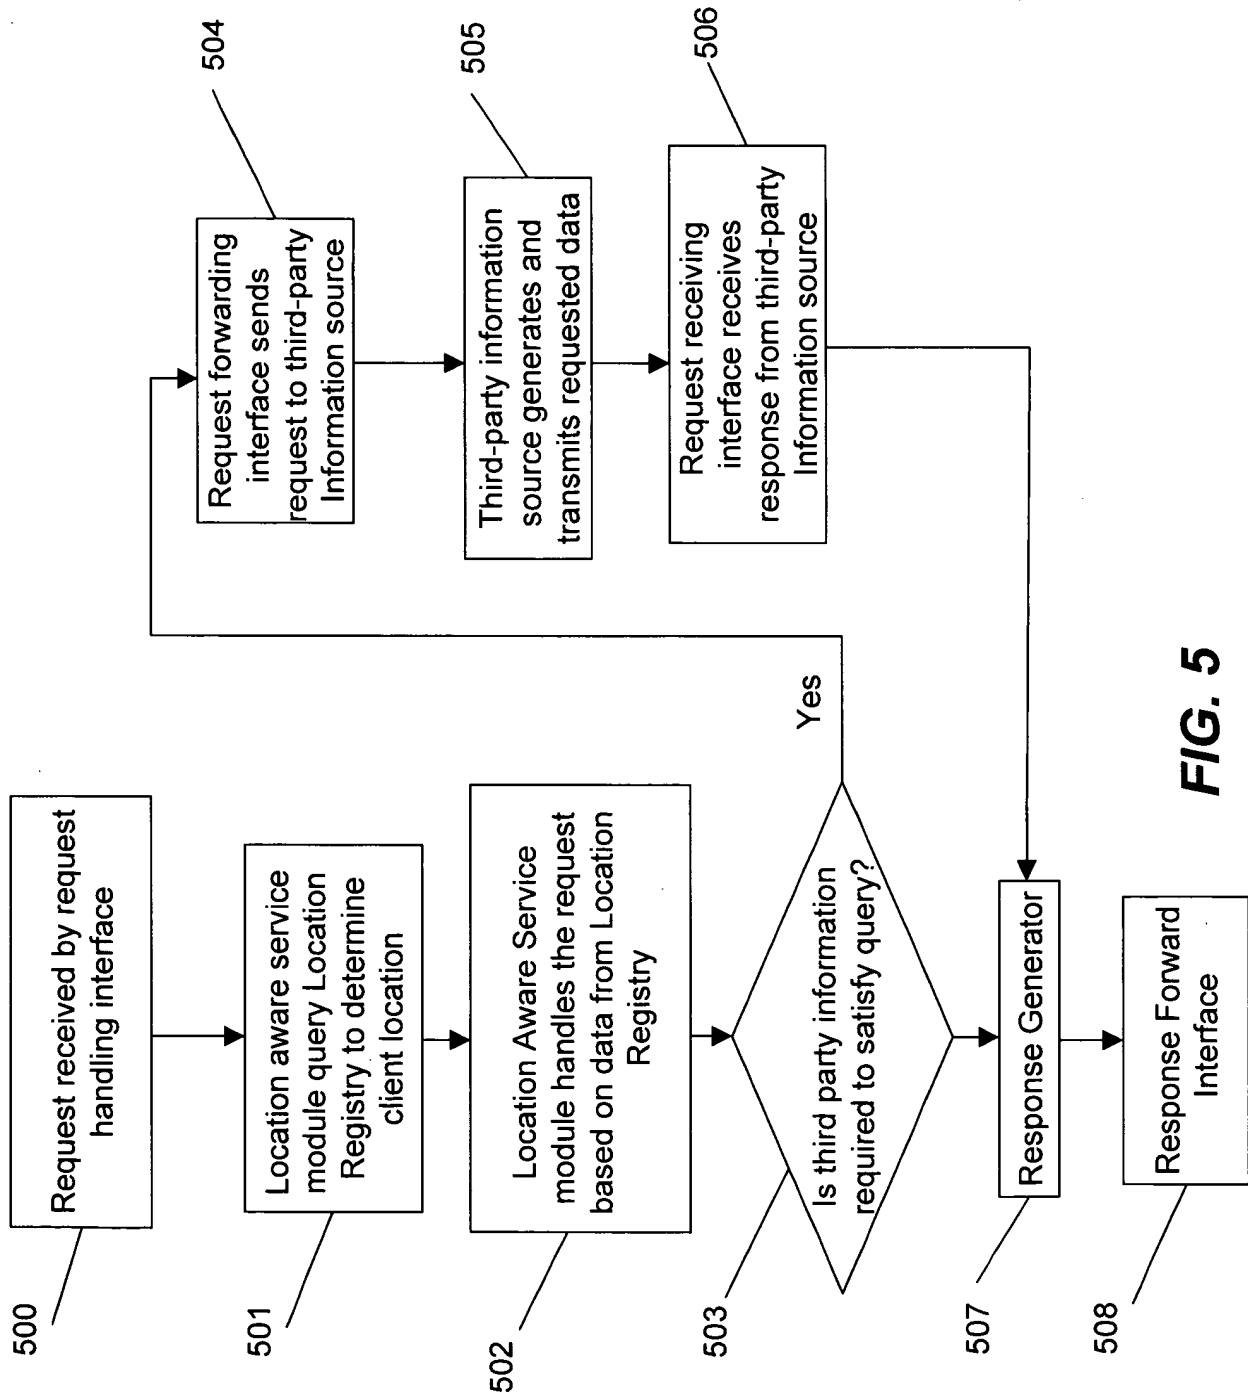 500
Request received by request
handling interface
501
Location aware service
module query Location
Registry to determine
client location
502
Location Aware Service
module handles the request
based on data from Location
Registry
503
Is third party information
required to satisfy query?
Yes
504
Request forwarding
interface sends
request to third-party
Information source
505
Third-party information
source generates and
transmits requested data
506
Request receiving
interface receives
response from third-party
Information source
507
Response Generator
508
Response Forward
Interface
FIG. 5